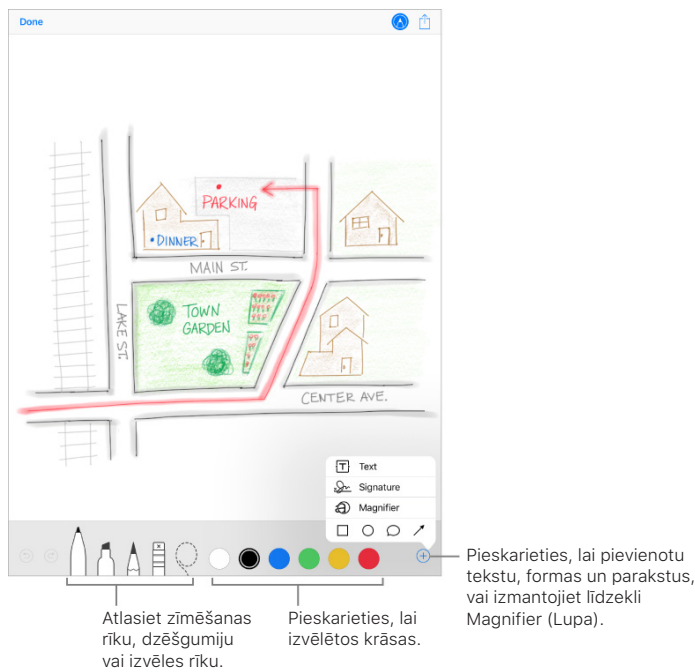 Done
PARKING
DINNER
MAIN ST.
LAKE ST.
TOWN
GARDEN
CENTER AVE.
Text
Signature
Magnifier
Pieskarieties, lai pievienotu
tekstu, formas un parakstus,
vai izmantojiet līdzekli
Magnifier (Lupa).
Atlasiet zīmēšanas
rīku, dzēšgumiju
vai izvēles rīku.
Pieskarieties, lai
izvēlētos krāsas.